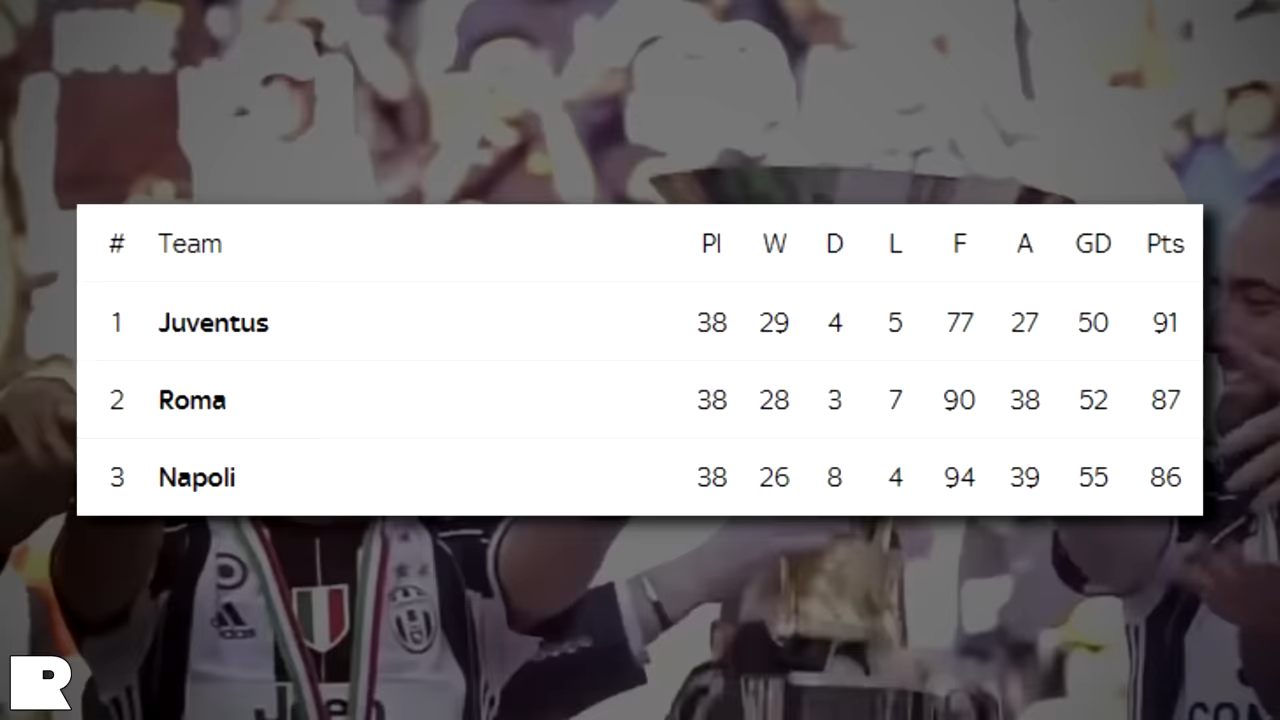 # Team Pl W D L F A GD Pts
1 Juventus 38 29 4 5 77 27 50 91
2 Roma 38 28 3 7 90 38 52 87
3 Napoli 38 26 8 4 94 39 55 86
Jeep
R